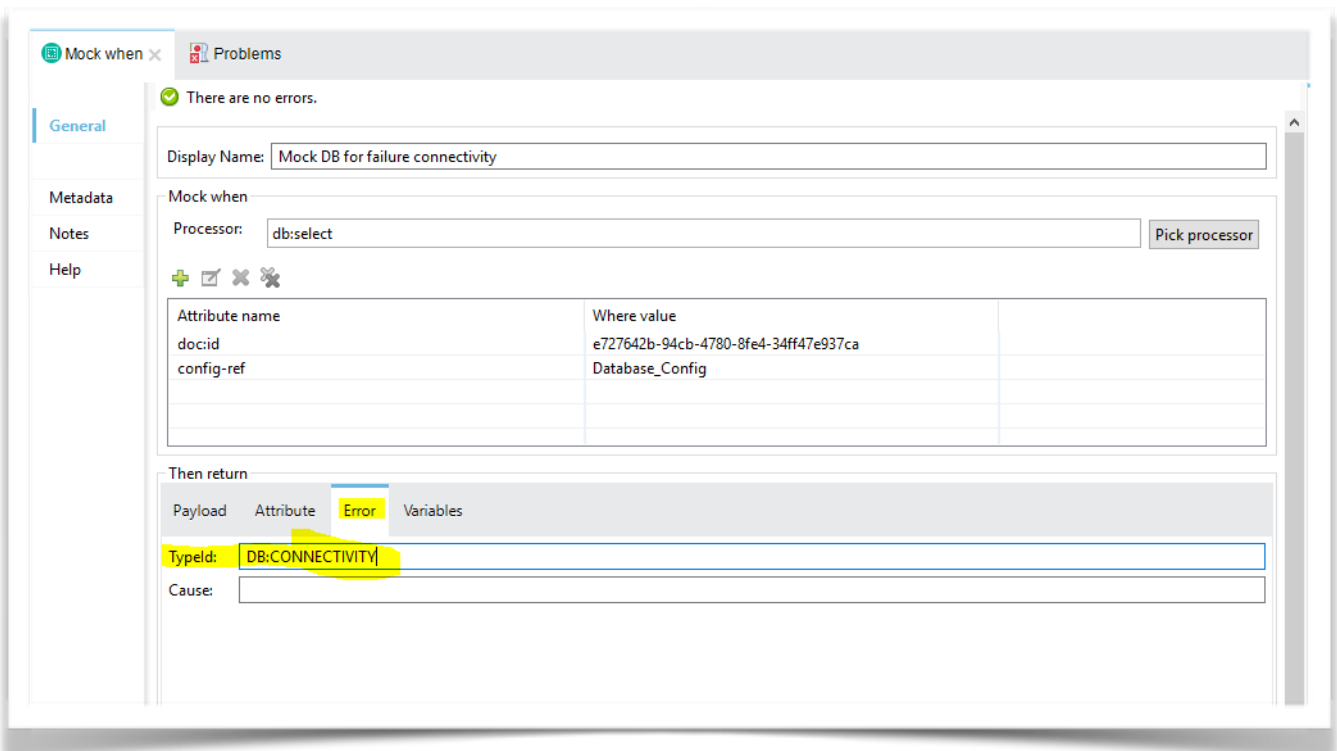 Mock when
Problems
There are no errors.
General
Display Name: Mock DB for failure connectivity
Metadata
Mock when
Notes
Processor: db:select
Pick processor
Help
Attribute name Where value
doc:id e727642b-94cb-4780-8fe4-34ff47e937ca
config-ref Database_Config
Then return
Payload Attribute Error Variables
TypeId: DB:CONNECTIVITY
Cause: